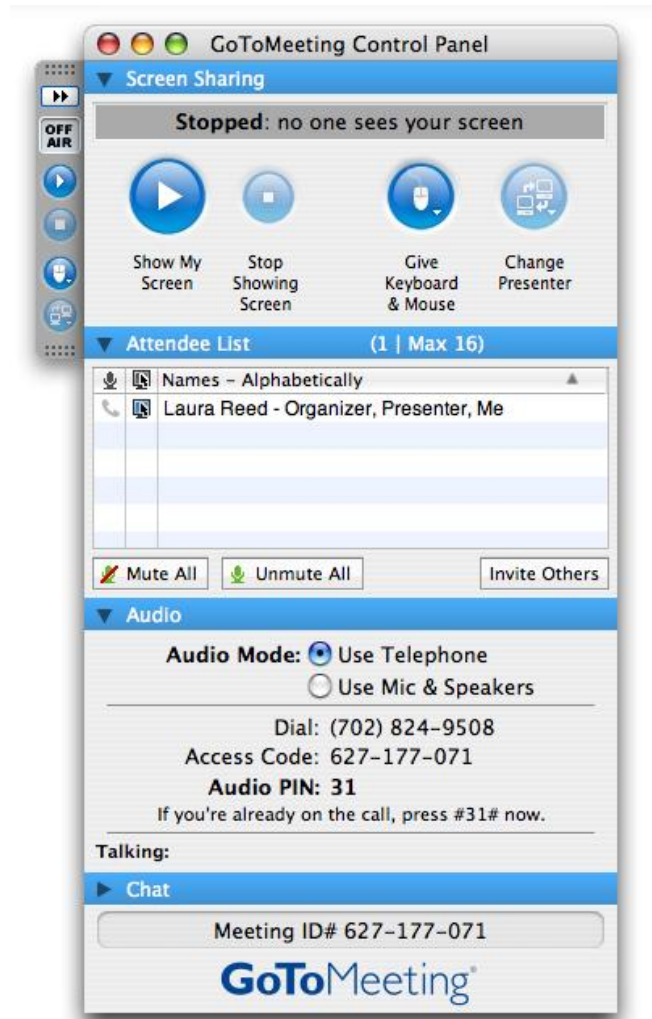 GoToMeeting Control Panel
Screen Sharing
OFF
AIR
Stopped: no one sees your screen
Show My
Screen
Stop
Showing
Screen
Give
Keyboard
& Mouse
Change
Presenter
Attendee List (1 | Max 16)
Names - Alphabetically
Laura Reed - Organizer, Presenter, Me
Mute All Unmute All Invite Others
Audio
Audio Mode: Use Telephone
Use Mic & Speakers
Dial: (702) 824-9508
Access Code: 627-177-071
Audio PIN: 31
If you're already on the call, press #31# now.
Talking:
Chat
Meeting ID# 627-177-071
GoToMeeting®